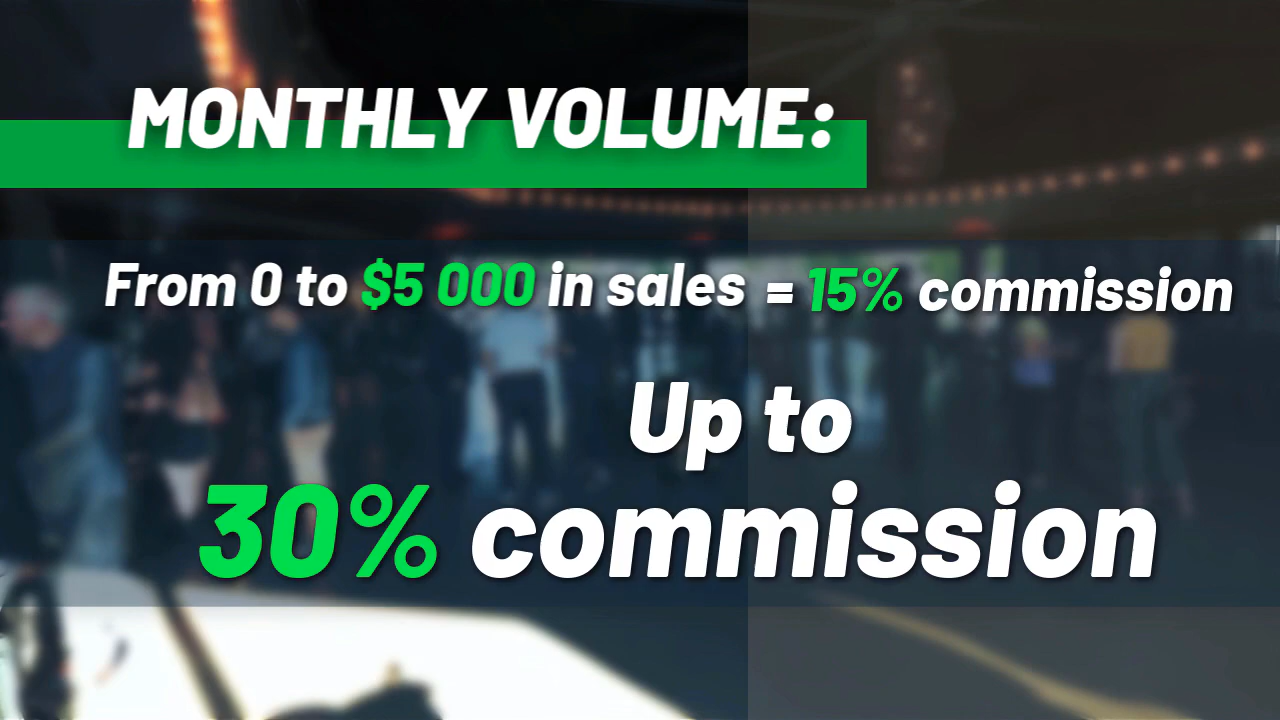 MONTHLY VOLUME:
From 0 to $5 000 in sales = 15% commission
Up to
30% commission